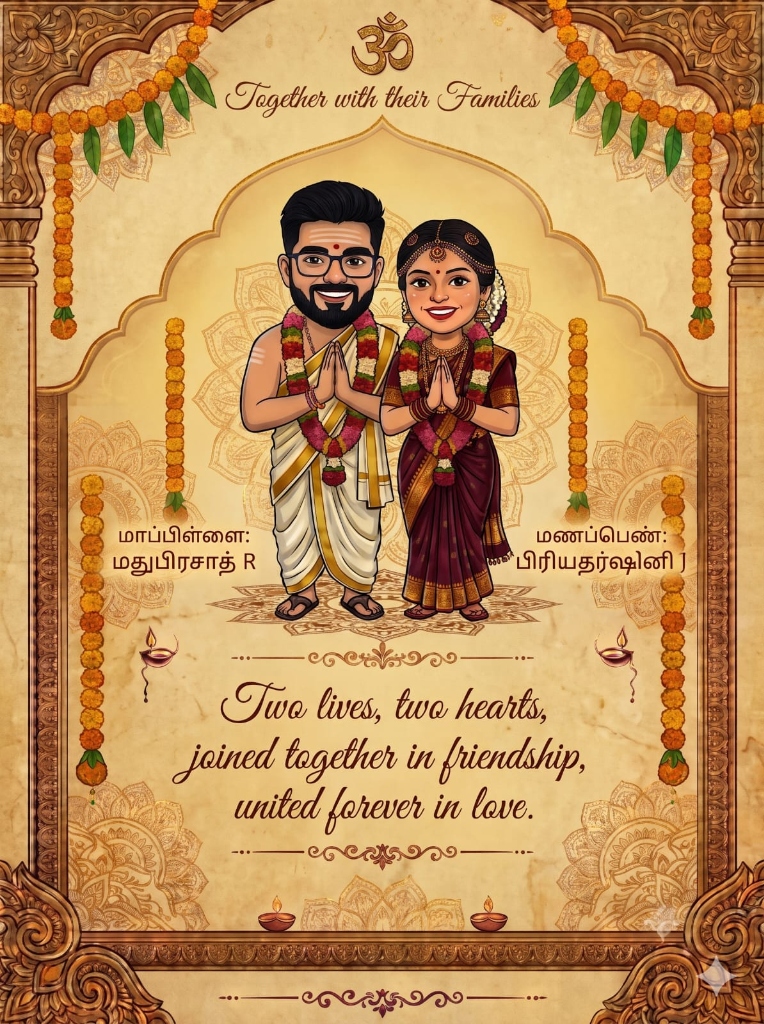 ॐ
Together with their Families
மாப்பிள்ளை:
மதுபிரசாத் R
மணப்பெண்:
பிரியதர்ஷினி J
Two lives, two hearts,
joined together in friendship,
united forever in love.